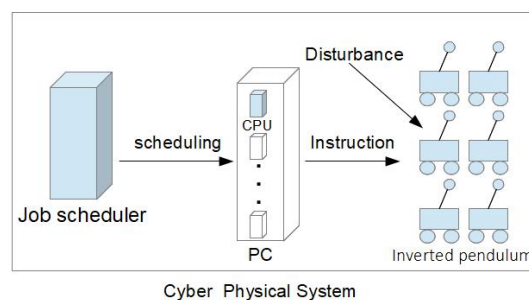 Disturbance
CPU
scheduling
Instruction
Job scheduler
PC
Inverted pendulum
Cyber Physical System